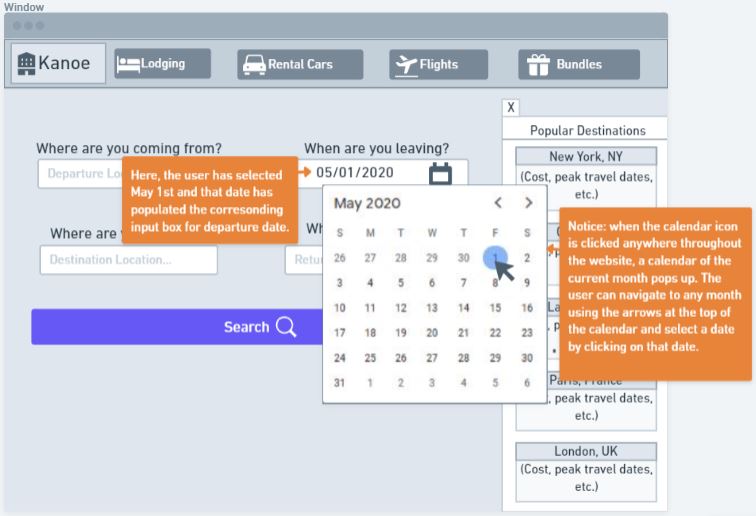 Window
Kanoe
Lodging
Rental Cars
Flights
Bundles
Where are you coming from?
Departure Lo
When are you leaving?
05/01/2020
Here, the user has selected
May 1st and that date has
populated the corresonding
input box for departure date.
Where are
Destination Location...
Wh
Retu
Search
May 2020
< >
S M T W T F S
26 27 28 29 30 1 2
3 4 5 6 7 8 9
10 11 12 13 14 15 16
17 18 19 20 21 22 23
24 25 26 27 28 29 30
31 1 2 3 4 5 6
X
Popular Destinations
New York, NY
(Cost, peak travel dates,
etc.)
Notice: when the calendar icon
is clicked anywhere throughout
the website, a calendar of the
current month pops up. The
user can navigate to any month
using the arrows at the top of
the calendar and select a date
by clicking on that date.
La
Paris, France
, peak travel dates,
etc.)
London, UK
(Cost, peak travel dates,
etc.)